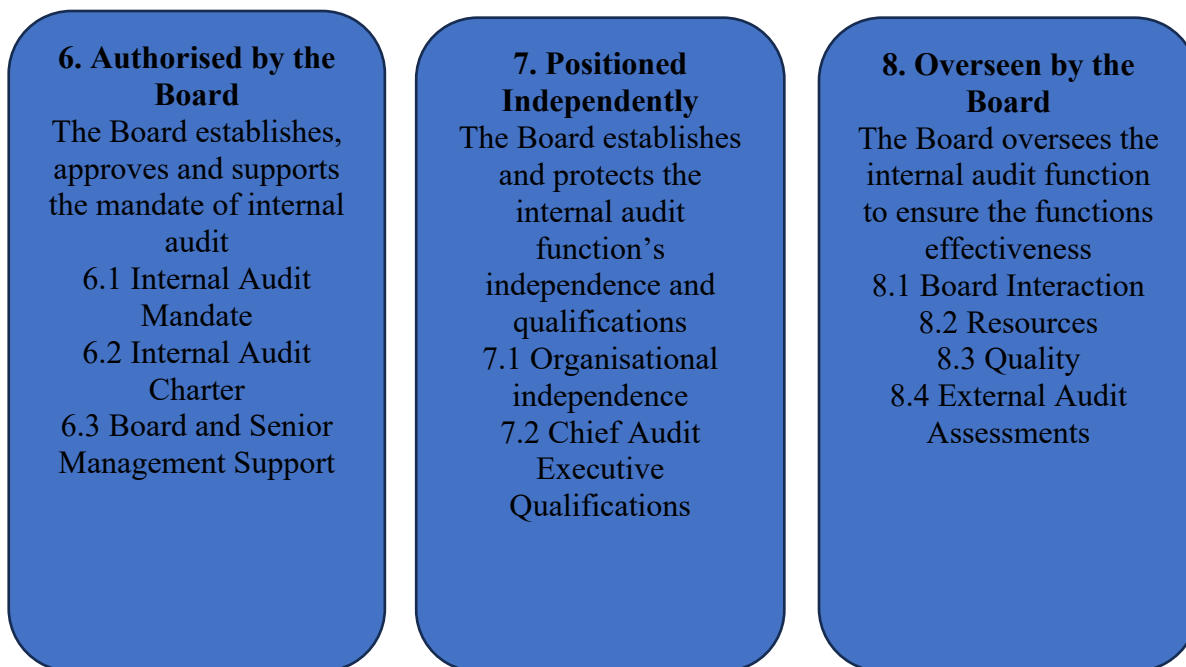 6. Authorised by the
Board
The Board establishes,
approves and supports
the mandate of internal
audit
6.1 Internal Audit
Mandate
6.2 Internal Audit
Charter
6.3 Board and Senior
Management Support
7. Positioned
Independently
The Board establishes
and protects the
internal audit
function’s
independence and
qualifications
7.1 Organisational
independence
7.2 Chief Audit
Executive
Qualifications
8. Overseen by the
Board
The Board oversees the
internal audit function
to ensure the functions
effectiveness
8.1 Board Interaction
8.2 Resources
8.3 Quality
8.4 External Audit
Assessments